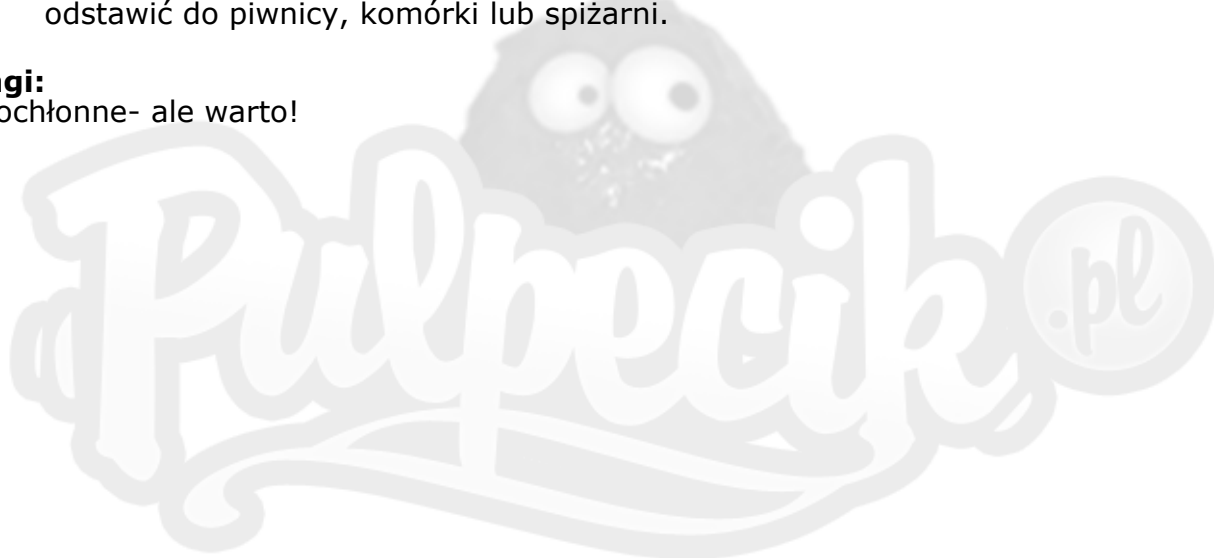 odstawić do piwnicy, komórki lub spiżarni.
gi:
ochłonne- ale warto!
Pulpecik .pl